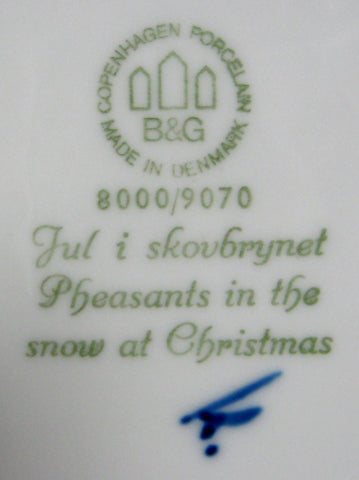 COPENHAGEN PORCELAIN
B&G
MADE IN DENMARK
8000/9070
Jul i skovbrynet
Pheasants in the
snow at Christmas